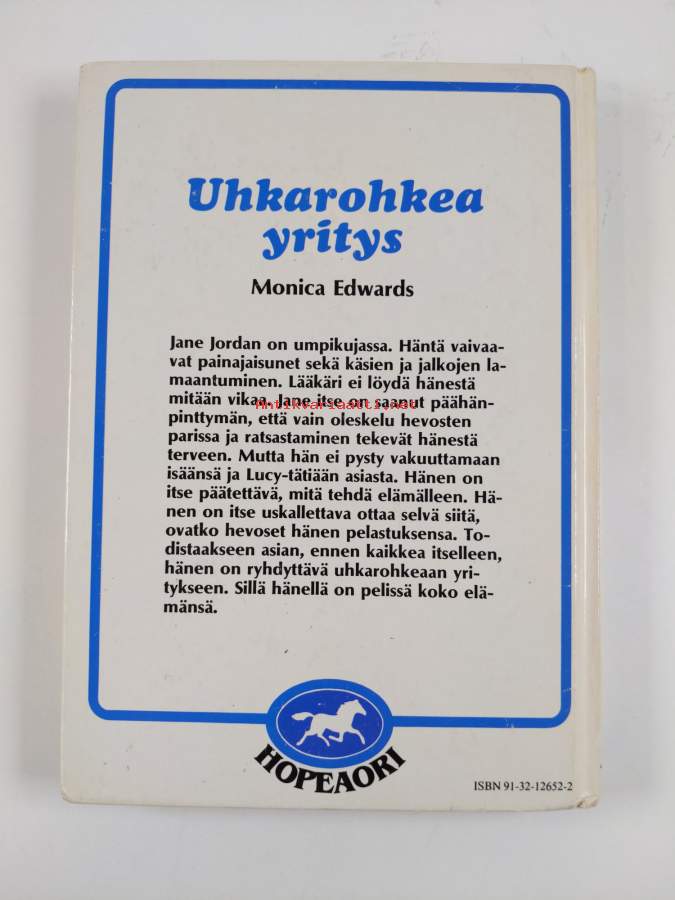 Uhkarohkea
yritys
Monica Edwards
Jane Jordan on umpikujassa. Häntä vaivaa-
vat painajaisunet sekä käsien ja jalkojen la-
maantuminen. Lääkäri ei löydä hänestä
mitään vikaa. Jane itse on saanut päähän-
Antikvariaatti.net
pinttymän, että vain oleskelu hevosten
parissa ja ratsastaminen tekevät hänestä
terveen. Mutta hän ei pysty vakuuttamaan
isäänsä ja Lucy-tätiään asiasta. Hänen on
itse päätettävä, mitä tehdä elämälleen. Hä-
nen on itse uskallettava ottaa selvä siitä,
ovatko hevoset hänen pelastuksensa. To-
distaakseen asian, ennen kaikkea itselleen,
hänen on ryhdyttävä uhkarohkeaan yri-
tykseen. Sillä hänellä on pelissä koko elä-
mänsä.
HOPEAORI
ISBN 91-32-12652-2